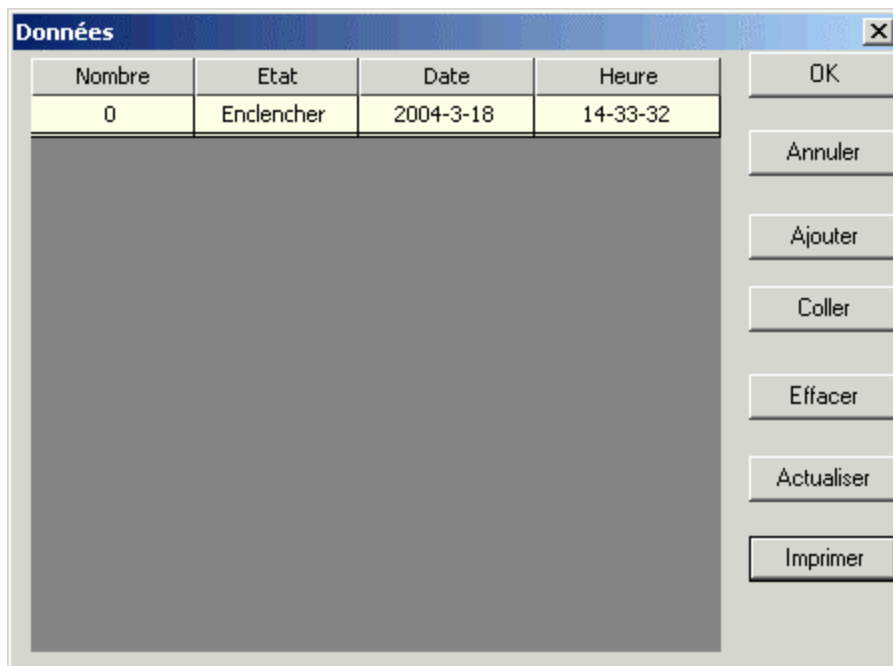 Données
Nombre Etat Date Heure
0 Enclencher 2004-3-18 14-33-32
OK
Annuler
Ajouter
Coller
Effacer
Actualiser
Imprimer